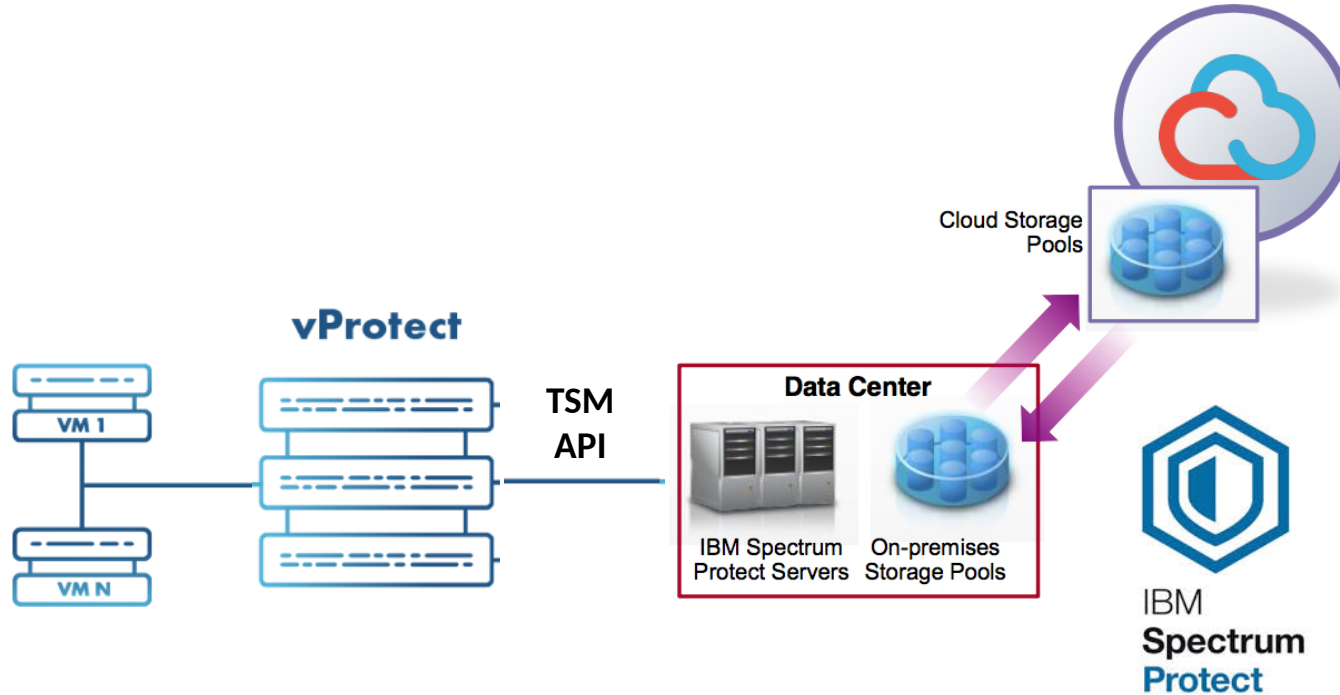 Cloud Storage
Pools
vProtect
VM 1
VM N
TSM
API
Data Center
IBM Spectrum
Protect Servers
On-premises
Storage Pools
IBM
Spectrum
Protect